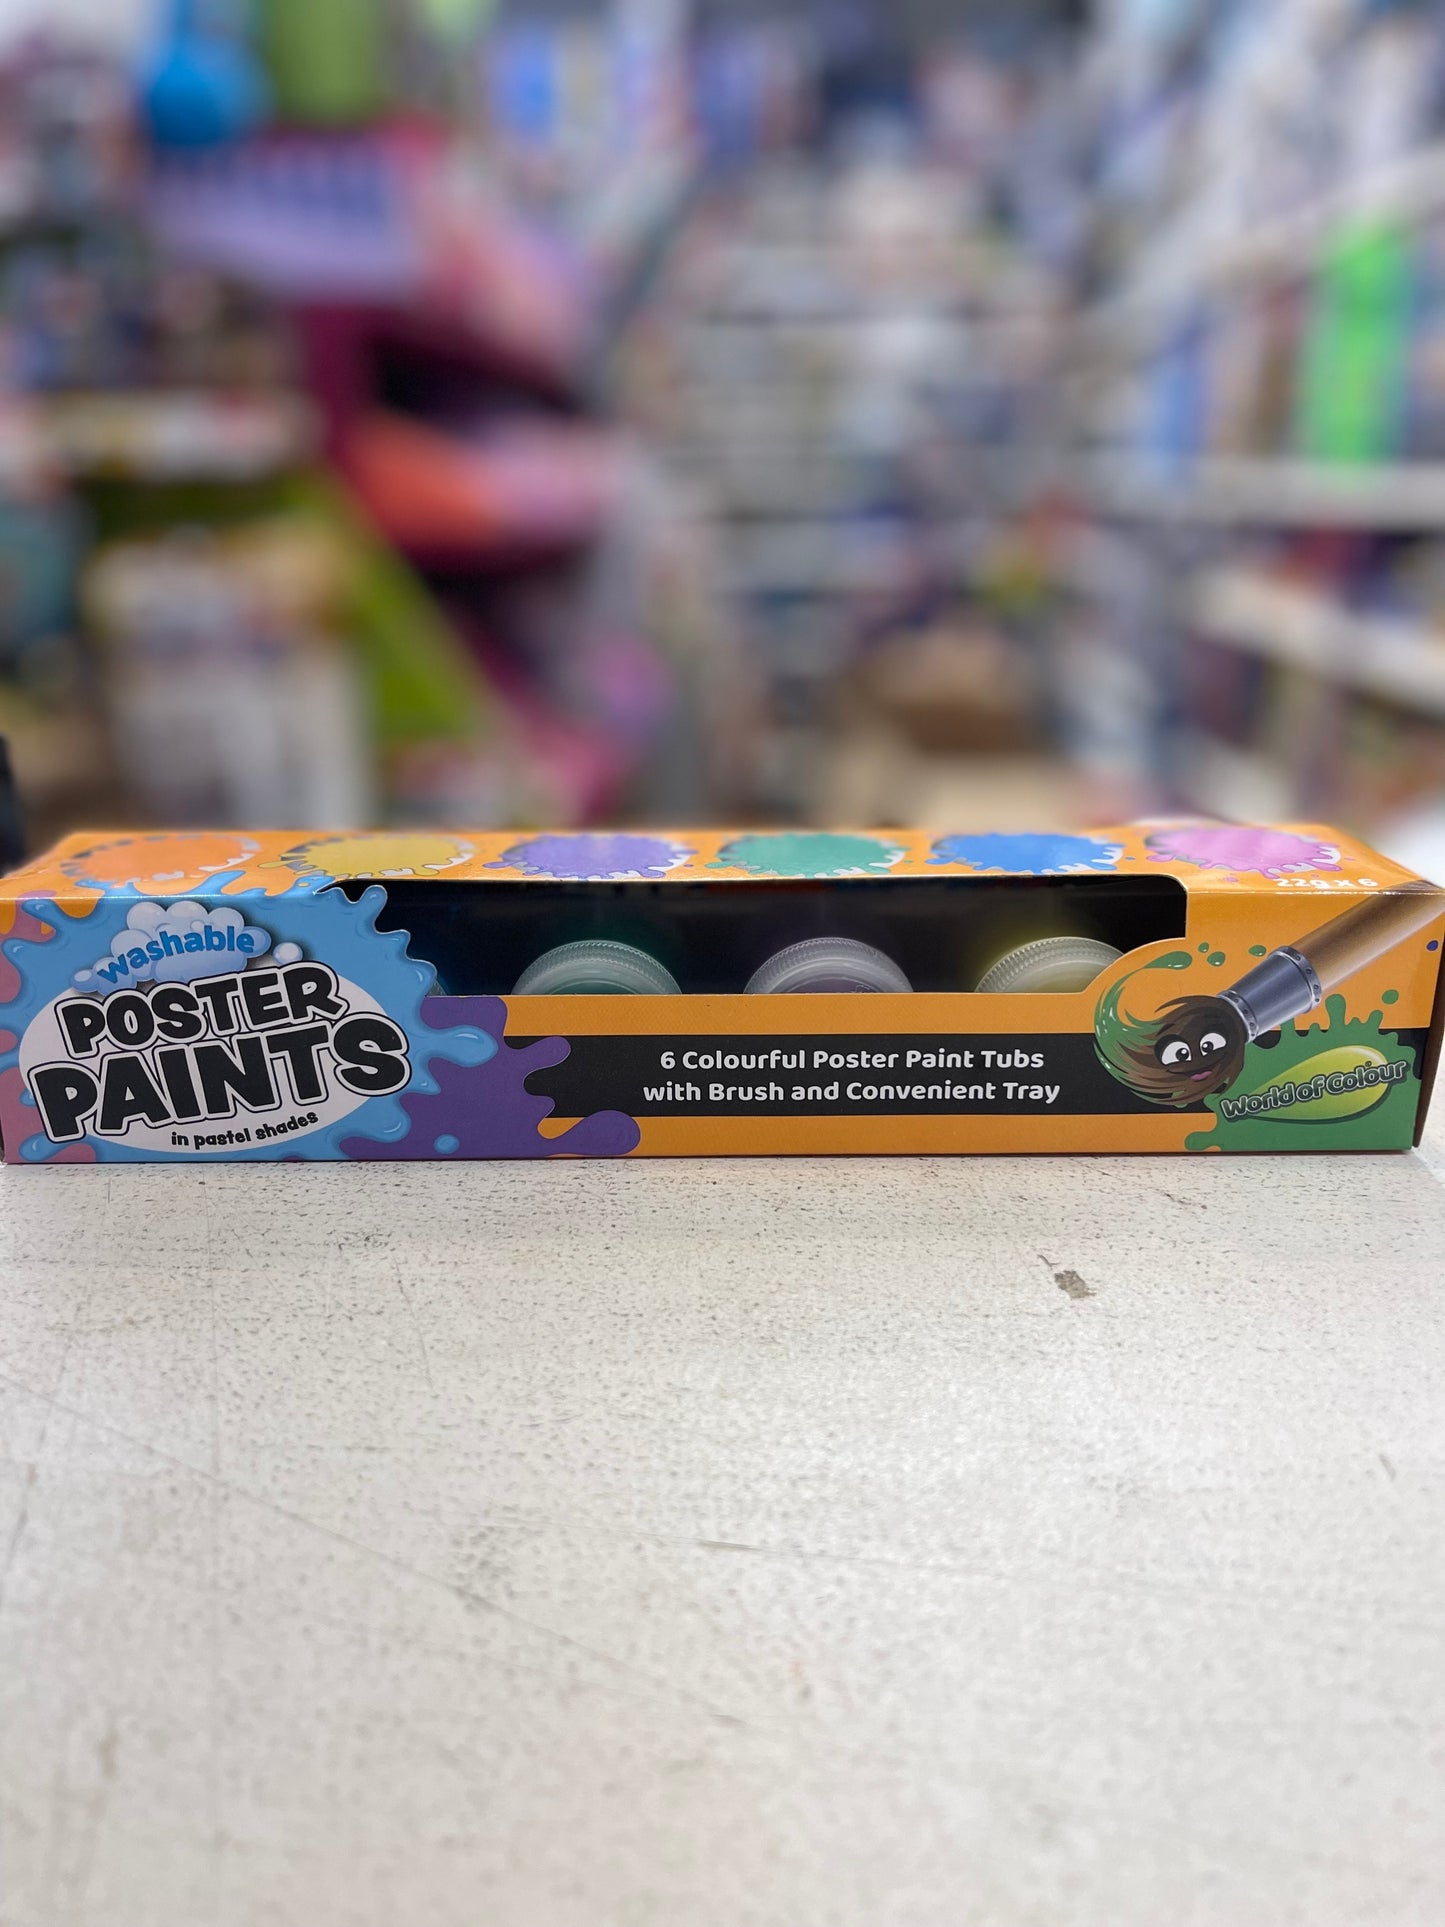 22g x 6
washable
POSTER
PAINTS
in pastel shades
6 Colourful Poster Paint Tubs
with Brush and Convenient Tray
World of Colour